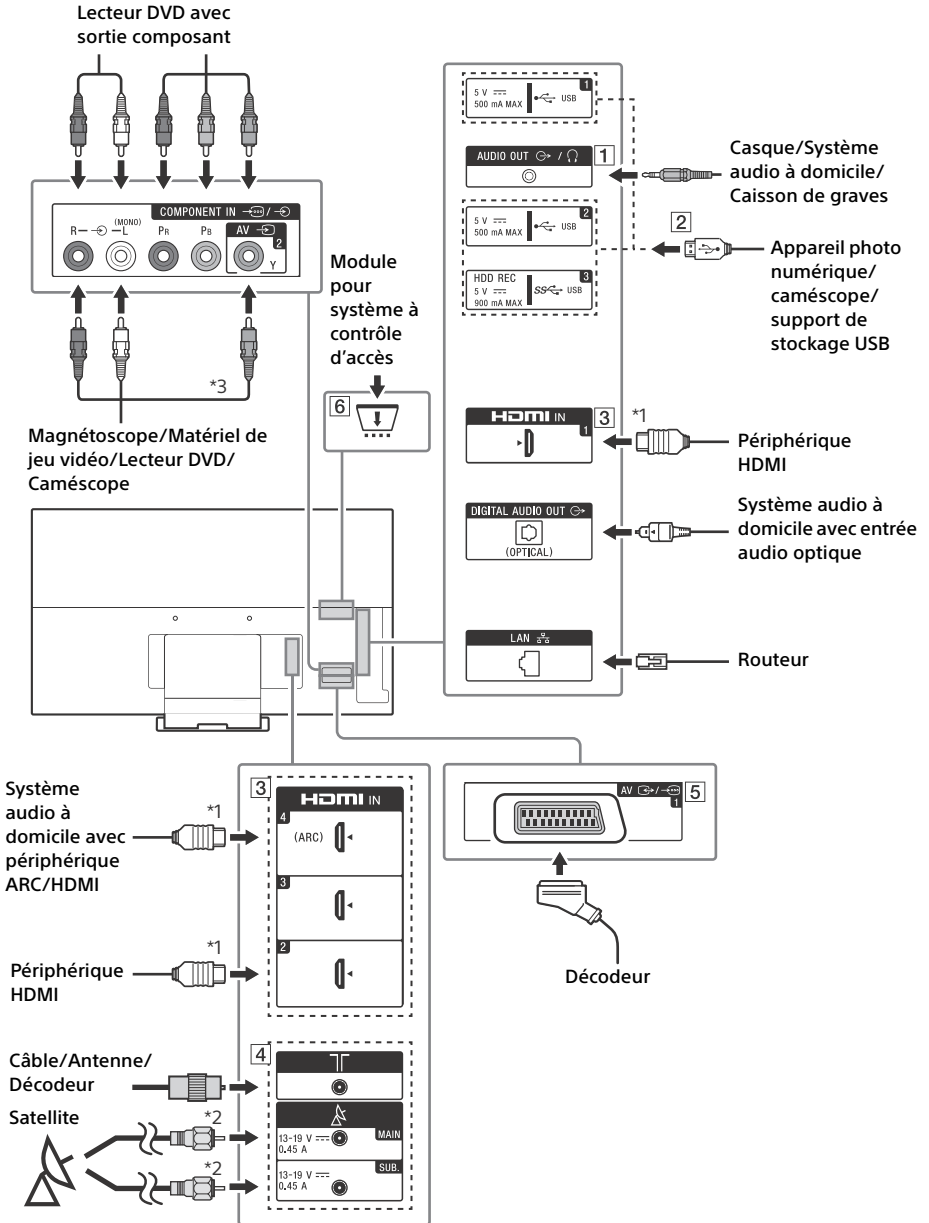 Lecteur DVD avec
sortie composant
5 V
500 mA MAX
USB
1
AUDIO OUT
/
1
Casque/Système
audio à domicile/
Caisson de graves
5 V
500 mA MAX
USB
2
2
Appareil photo
numérique/
caméscope/
support de
stockage USB
HDD REC
5 V
900 mA MAX
SS
USB
3
COMPONENT IN
/
R
(MONO)
L
PR
PB
AV
2
Y
*3
Magnétoscope/Matériel de
jeu vidéo/Lecteur DVD/
Caméscope
Module
pour
système à
contrôle
d'accès
6
HDMI IN
1
3
*1
Périphérique
HDMI
DIGITAL AUDIO OUT
(OPTICAL)
Système audio à
domicile avec entrée
audio optique
LAN
Routeur
Système
audio à
domicile avec
périphérique
ARC/HDMI
*1
3
HDMI IN
4
(ARC)
3
2
*1
Périphérique
HDMI
AV
/
1
5
Décodeur
Câble/Antenne/
Décodeur
4
Satellite
*2
13-19 V
0.45 A
MAIN
*2
13-19 V
0.45 A
SUB.